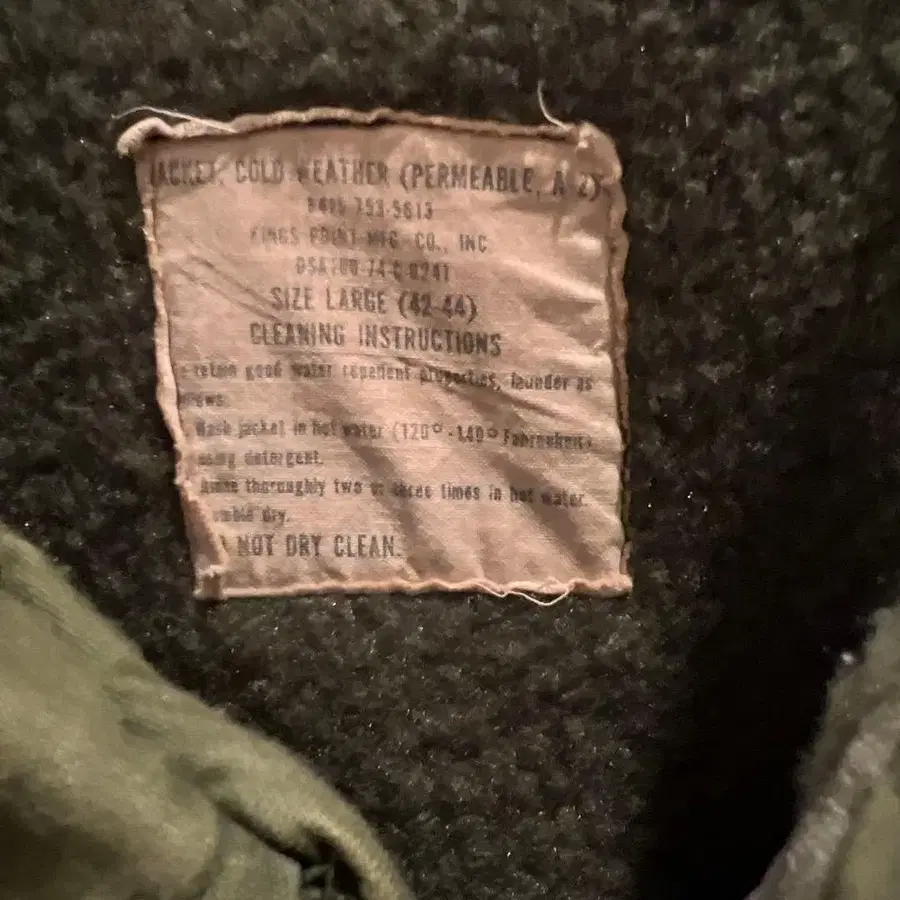 JACKET, COLD WEATHER (PERMEABLE, A 2)
8415 753-5613
KINGS POINT MFG. CO., INC
DSA100-74-C-0241
SIZE LARGE (42-44)
CLEANING INSTRUCTIONS
retain good water repellent properties, launder as
Wash jacket in hot water (120° - 140° Fahrenheit)
using detergent.
thoroughly two or three times in hot water.
dry.
NOT DRY CLEAN.